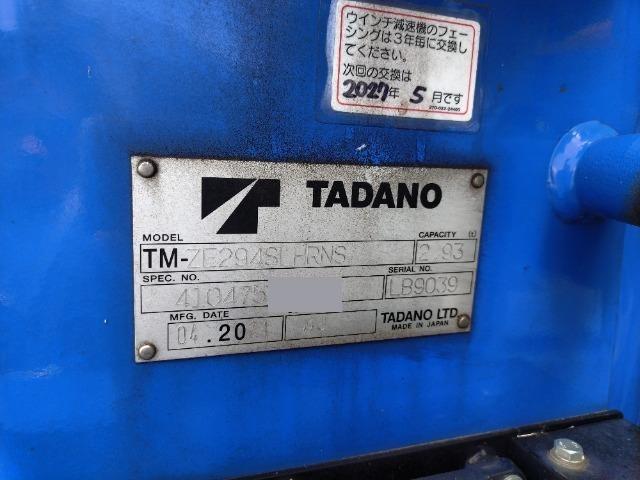 ウインチ減速機のフェー
シングは3年毎に交換し
てください。
次回の交換は
2027年 5月です
TADANO
MODEL
CAPACITY (t)
TM-ZE294SLHRNS 2.93
SPEC. NO.
SERIAL NO.
410475 LB9039
MFG. DATE
04 .20
TADANO LTD.
MADE IN JAPAN